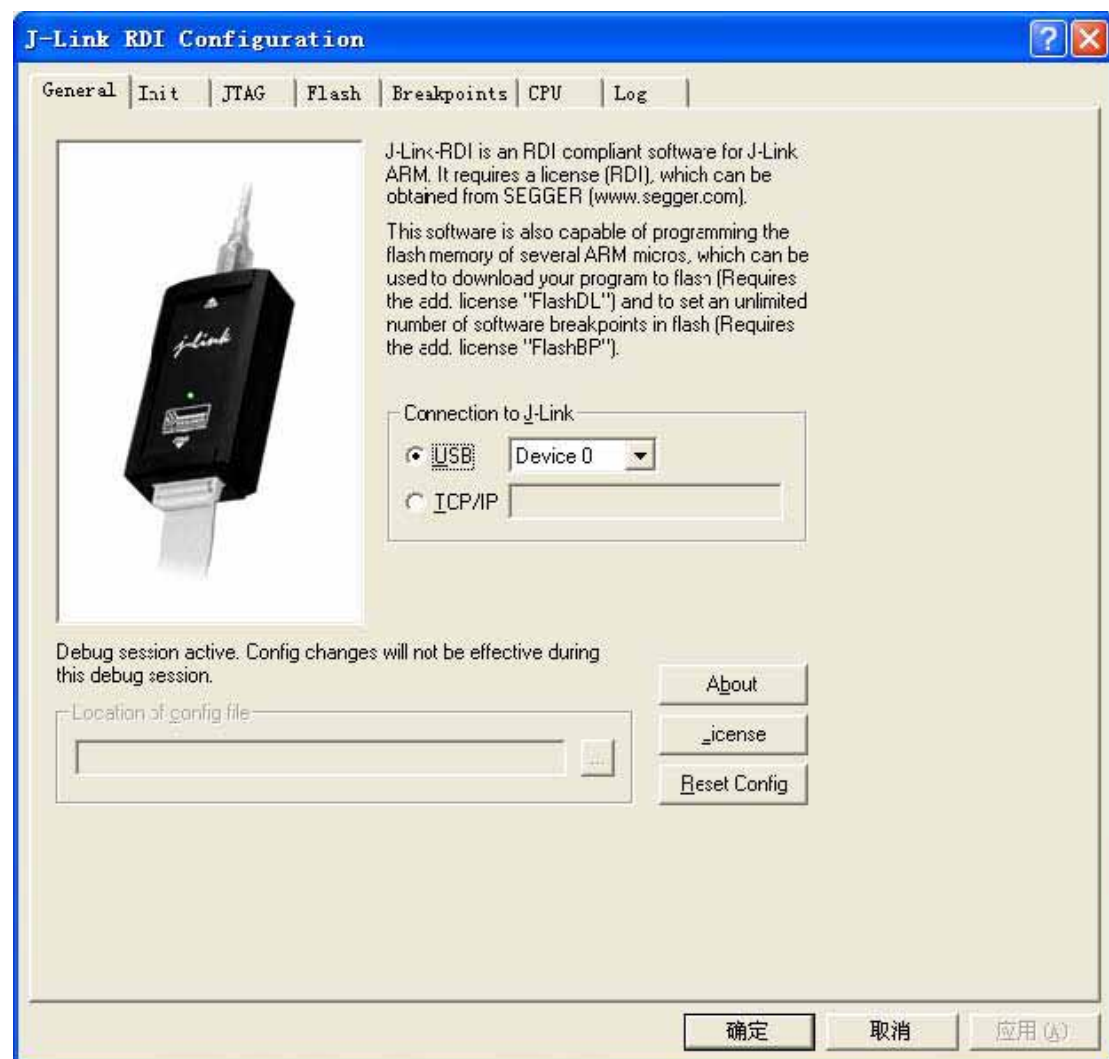 J-Link RDI Configuration
General Init JTAG Flash Breakpoints CPU Log
J-Link-RDI is an RDI compliant software for J-Link
ARM. It requires a license (RDI), which can be
obtained from SEGGER (www.segger.com).
This software is also capable of programming the
flash memory of several ARM micros, which can be
used to download your program to flash (Requires
the add. license "FlashDL") and to set an unlimited
number of software breakpoints in flash (Requires
the add. license "FlashBP").
j-link
Connection to J-Link
USB Device 0
TCP/IP
Debug session active. Config changes will not be effective during
this debug session.
Location of config file
...
About
License
Reset Config
确定 取消 应用(A)